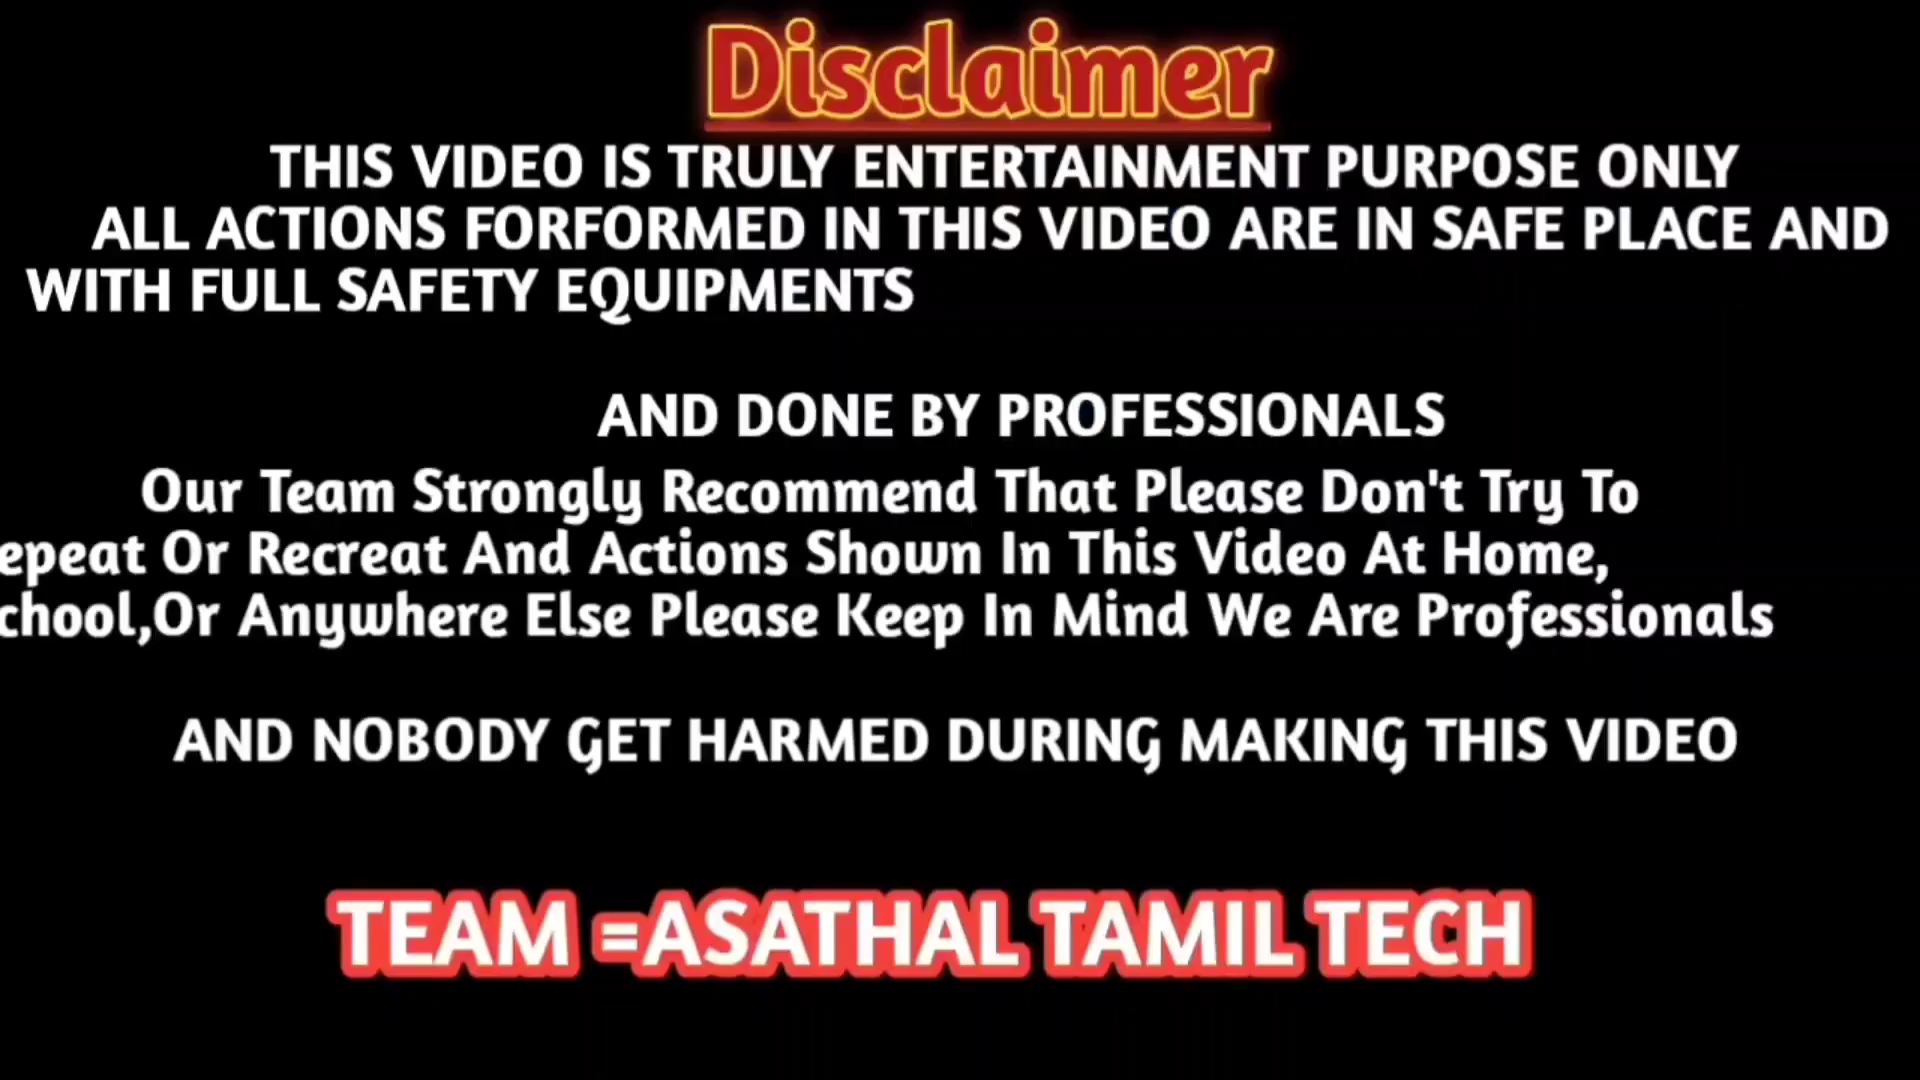 Disclaimer
THIS VIDEO IS TRULY ENTERTAINMENT PURPOSE ONLY
ALL ACTIONS FORFORMED IN THIS VIDEO ARE IN SAFE PLACE AND
WITH FULL SAFETY EQUIPMENTS
AND DONE BY PROFESSIONALS
Our Team Strongly Recommend That Please Don't Try To
epeat Or Recreat And Actions Shown In This Video At Home,
chool,Or Anywhere Else Please Keep In Mind We Are Professionals
AND NOBODY GET HARMED DURING MAKING THIS VIDEO
TEAM =ASATHAL TAMIL TECH